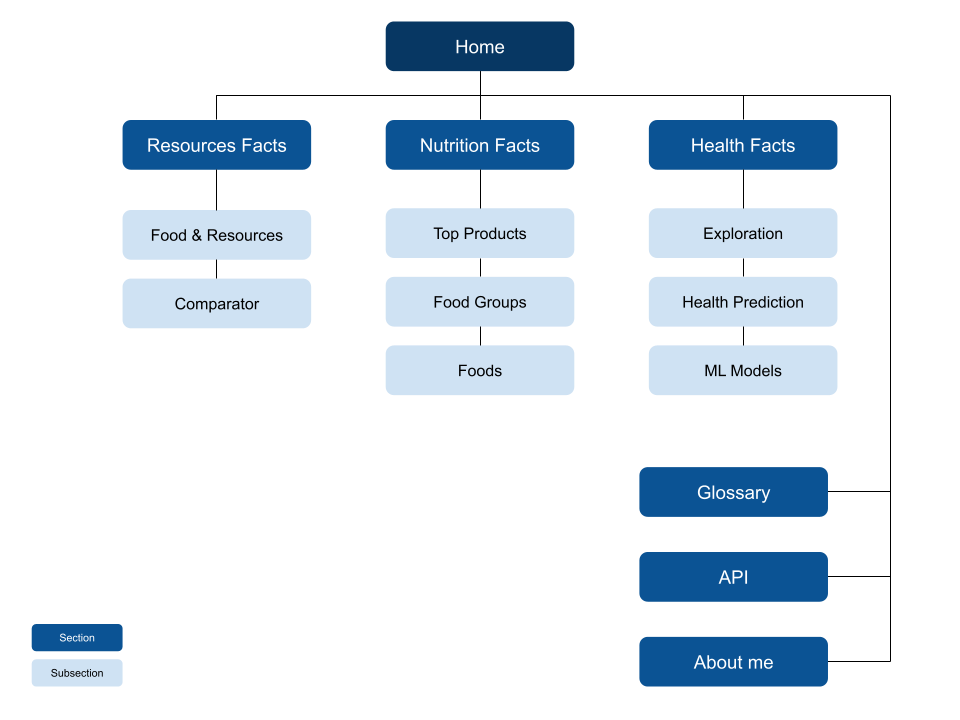 Home
Resources Facts
Nutrition Facts
Health Facts
Food & Resources
Comparator
Top Products
Food Groups
Foods
Exploration
Health Prediction
ML Models
Glossary
API
About me
Section
Subsection